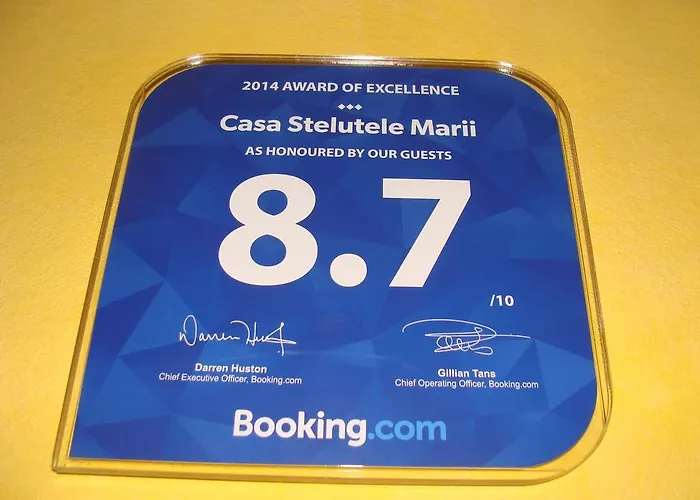 2014 AWARD OF EXCELLENCE
Casa Stelutele Marii
AS HONOURED BY OUR GUESTS
8.7
/10
Darren Huston
Chief Executive Officer, Booking.com
Gillian Tans
Chief Operating Officer, Booking.com
Booking.com